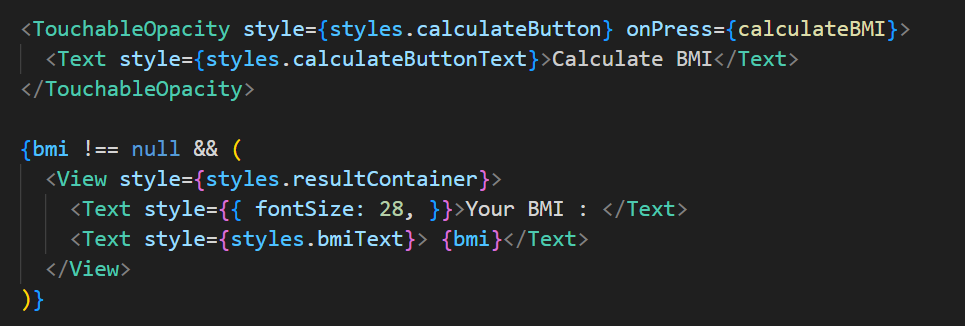 <TouchableOpacity style={styles.calculateButton} onPress={calculateBMI}>
  <Text style={styles.calculateButtonText}>Calculate BMI</Text>
</TouchableOpacity>

{bmi !== null && (
  <View style={styles.resultContainer}>
    <Text style={{ fontSize: 28, }}>Your BMI : </Text>
    <Text style={styles.bmiText}> {bmi}</Text>
  </View>
)}